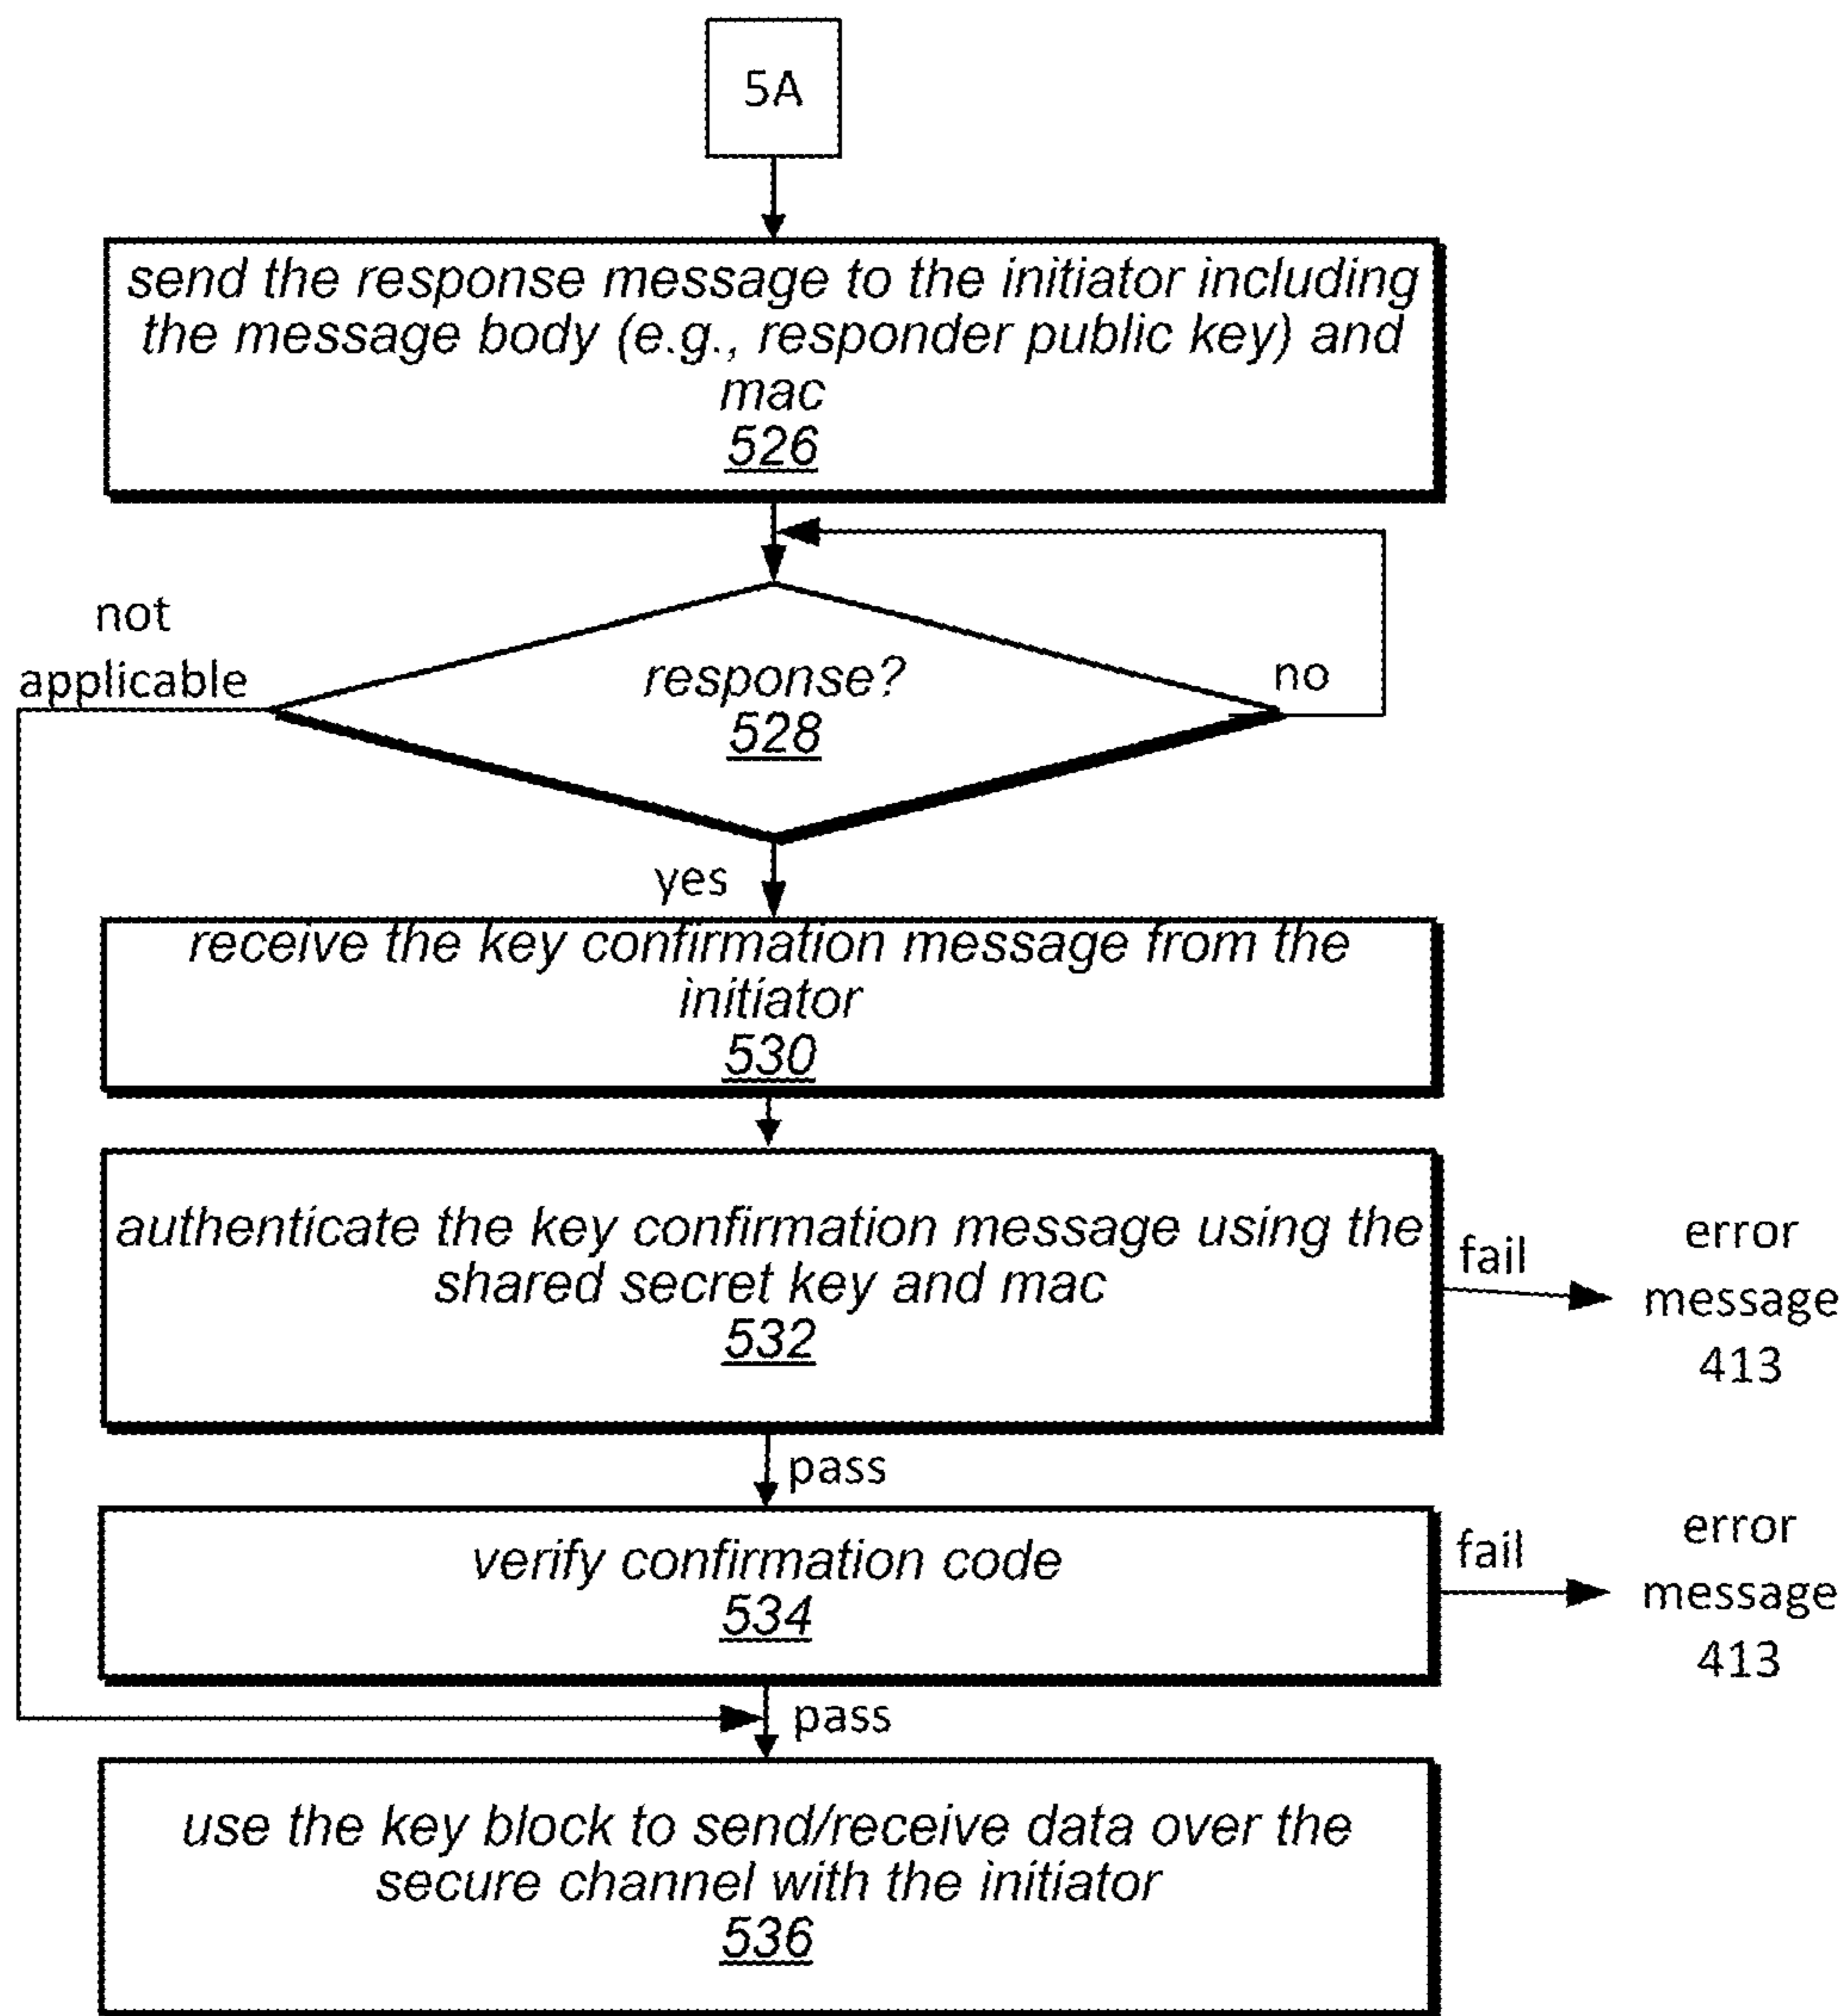 5A
send the response message to the initiator including
the message body (e.g., responder public key) and
mac
526
not
applicable
response?
528
no
yes
receive the key confirmation message from the
initiator
530
authenticate the key confirmation message using the
shared secret key and mac
532
fail
error
message
413
pass
verify confirmation code
534
fail
error
message
413
pass
use the key block to send/receive data over the
secure channel with the initiator
536